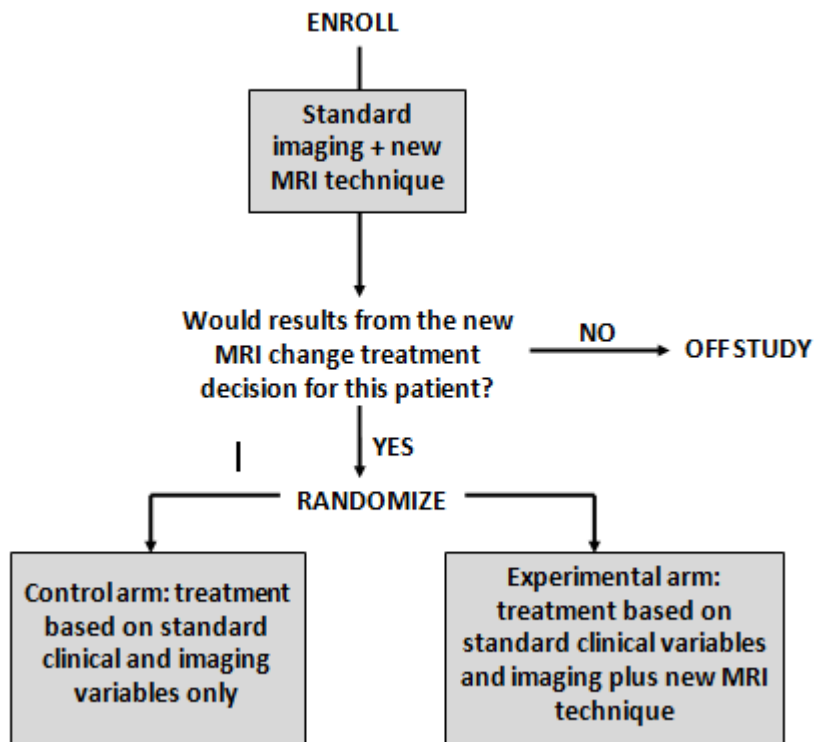 ENROLL
Standard
imaging + new
MRI technique
Would results from the new
MRI change treatment
decision for this patient?
NO
OFF STUDY
YES
RANDOMIZE
Control arm: treatment
based on standard
clinical and imaging
variables only
Experimental arm:
treatment based on
standard clinical variables
and imaging plus new MRI
technique